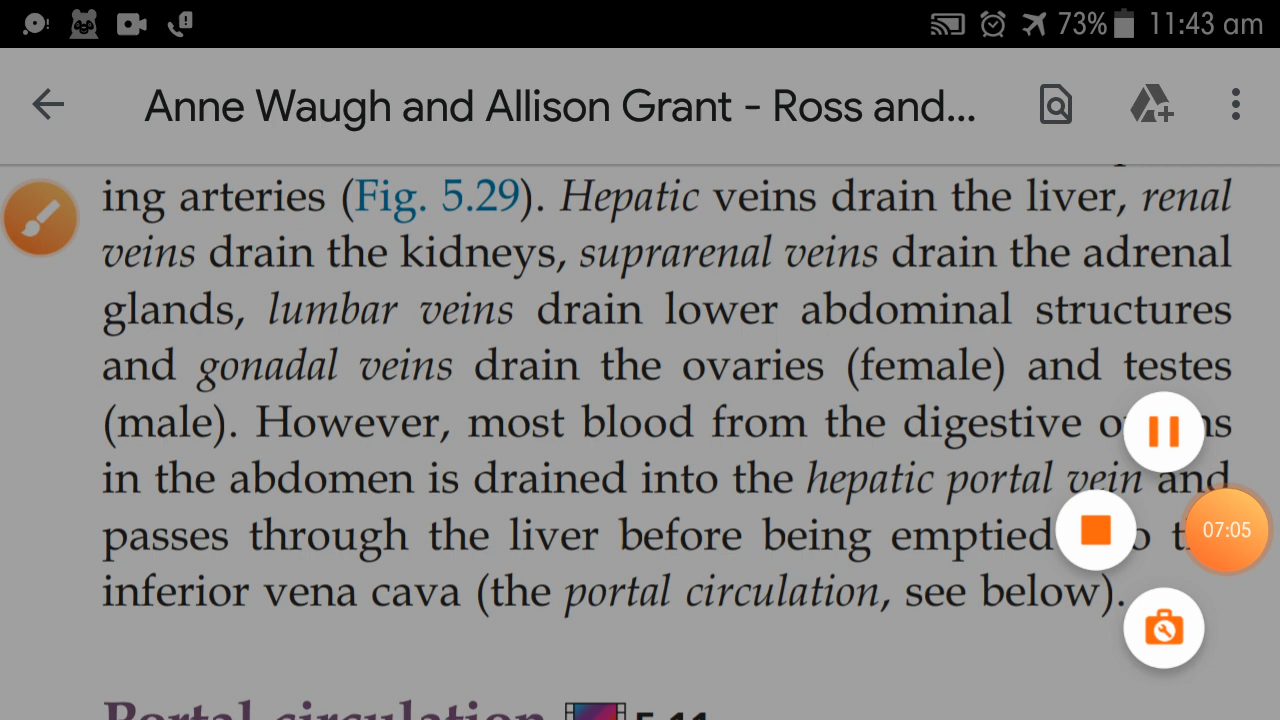 73% 11:43 am
Anne Waugh and Allison Grant - Ross and...
ing arteries (Fig. 5.29). Hepatic veins drain the liver, renal
veins drain the kidneys, suprarenal veins drain the adrenal
glands, lumbar veins drain lower abdominal structures
and gonadal veins drain the ovaries (female) and testes
(male). However, most blood from the digestive
in the abdomen is drained into the hepatic portal vein and
passes through the liver before being emptied
07:05
inferior vena cava (the portal circulation, see below).
Portal circulation 5.11